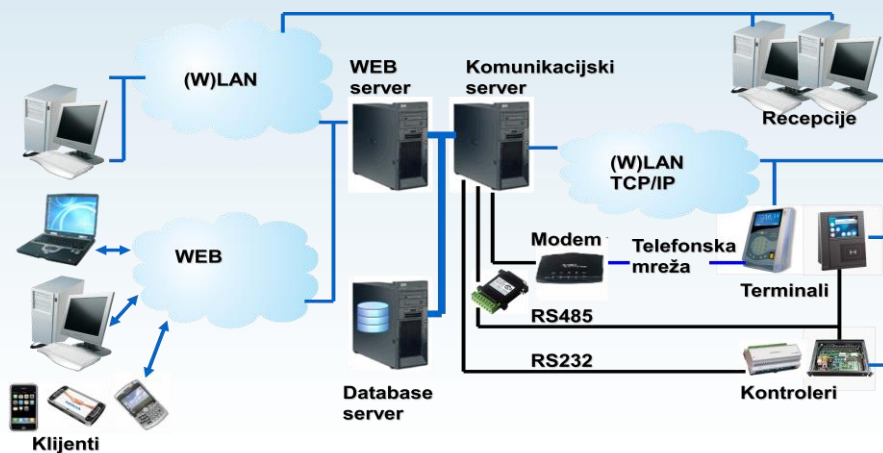 (W)LAN
WEB
server
Komunikacijski
server
Recepcije
(W)LAN
TCP/IP
WEB
Modem
Telefonska
mreža
Terminali
RS485
RS232
Database
server
Kontroleri
Klijenti